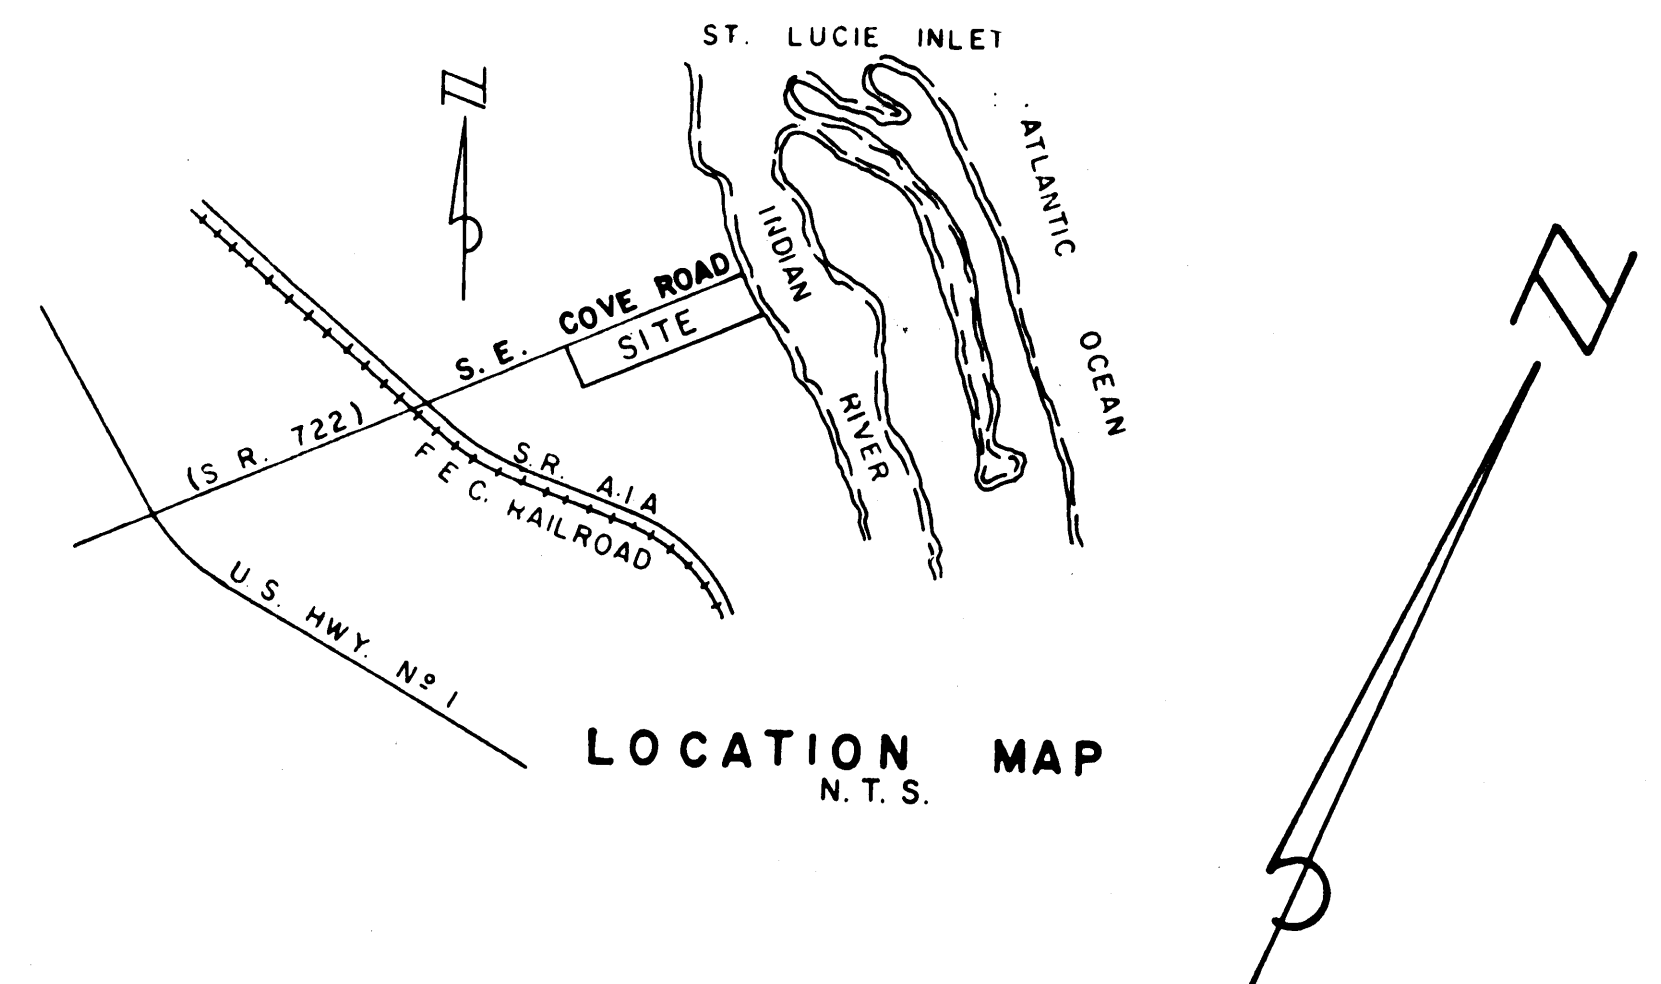 ST. LUCIE INLET
N
ATLANTIC OCEAN
INDIAN RIVER
S.E. COVE ROAD
SITE
(S R. 722)
S.R. A.I.A
F E C. RAILROAD
U.S. HWY. Nº 1
N
LOCATION MAP
N.T.S.